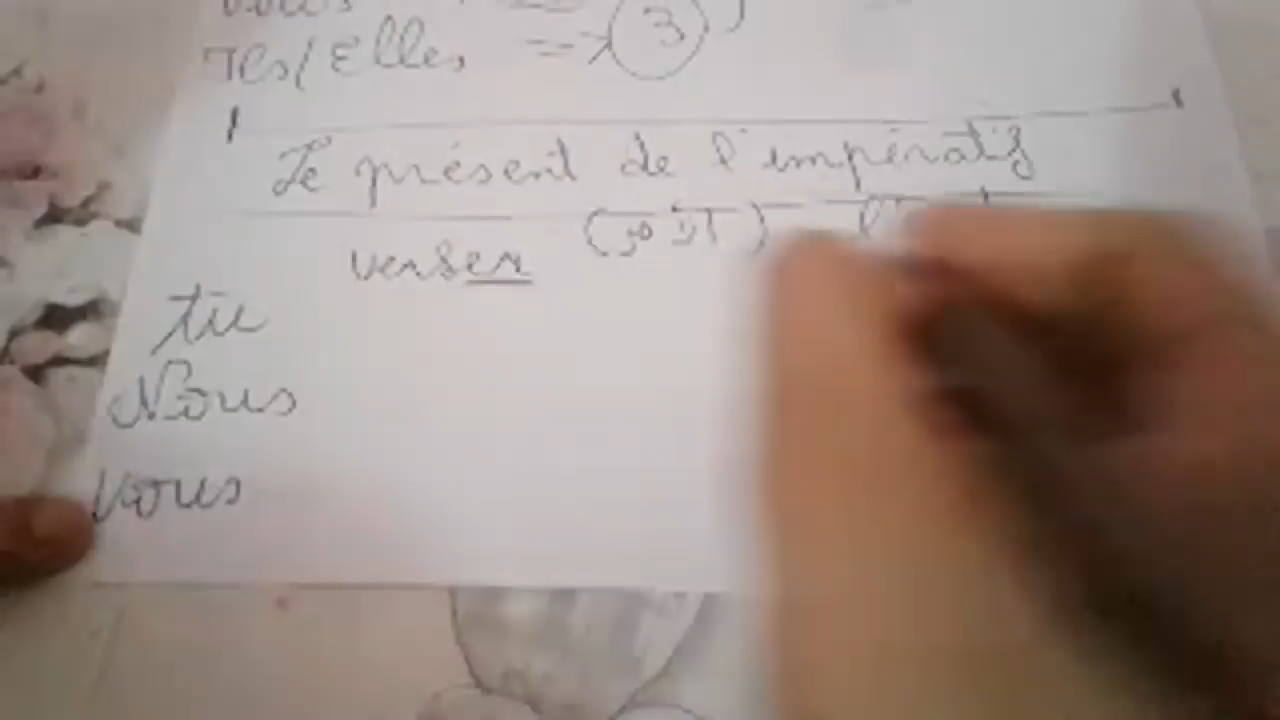 Ils/Elles => 3
Le présent de l'impératif
verser
tu
Nous
Vous